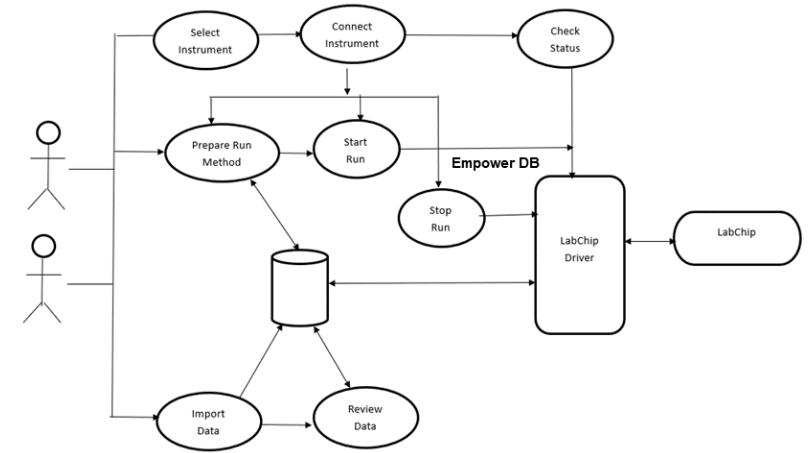 Select
Instrument
Connect
Instrument
Check
Status
Prepare Run
Method
Start
Run
Empower DB
Stop
Run
LabChip
Driver
LabChip
Import
Data
Review
Data